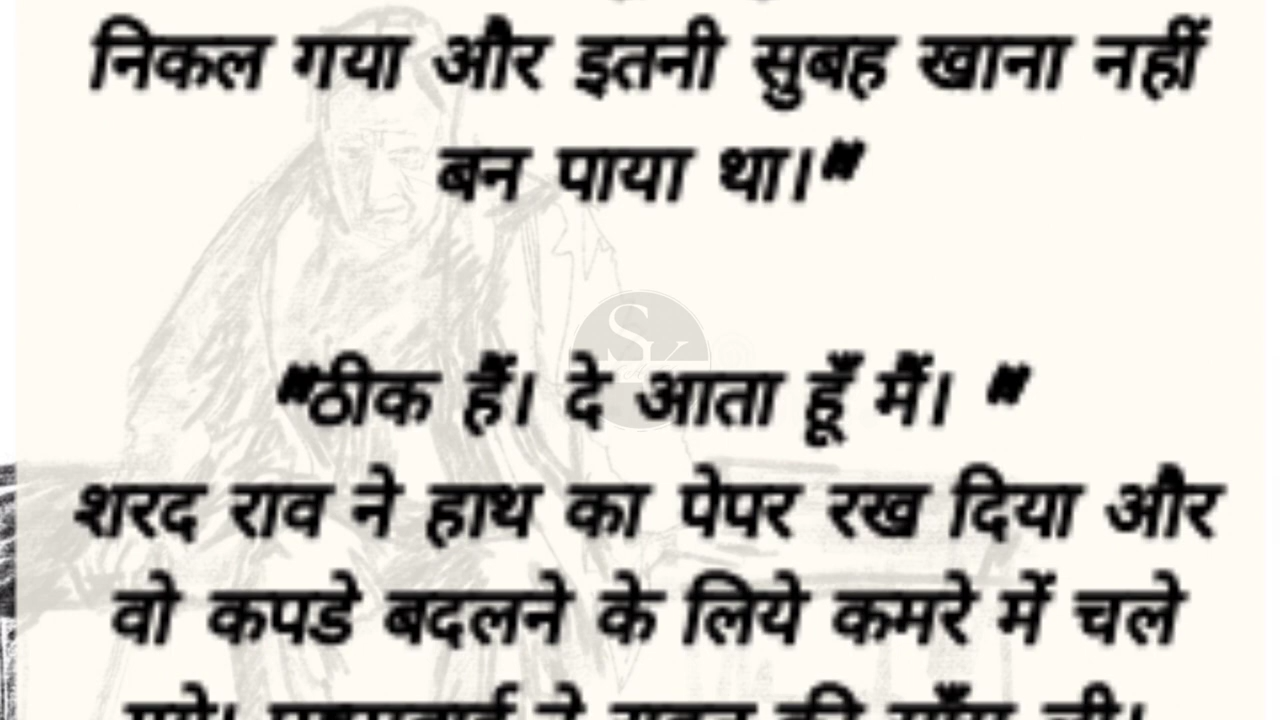 निकल गया और इतनी सुबह खाना नहीं
बन पाया था।"
"ठीक हैं। दे आता हूँ मैं। "
शरद राव ने हाथ का पेपर रख दिया और
वो कपडे बदलने के लिये कमरे में चले